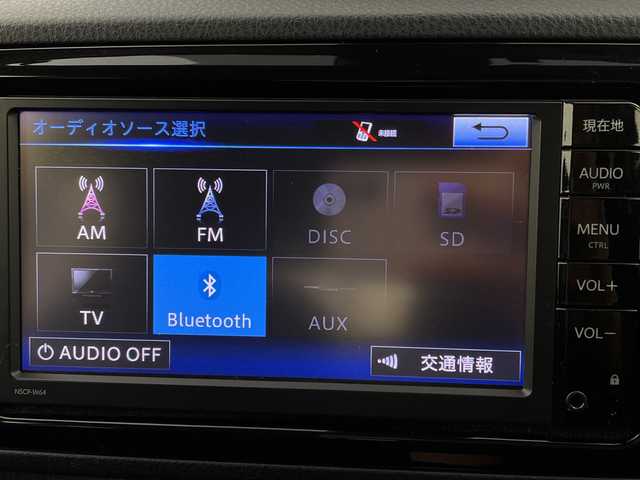 オーディオソース選択
未接続
現在地
AUDIO
PWR
AM
FM
DISC
SD
MENU
CTRL
TV
Bluetooth
AUX
VOL+
VOL−
AUDIO OFF
交通情報
NSCP-W64